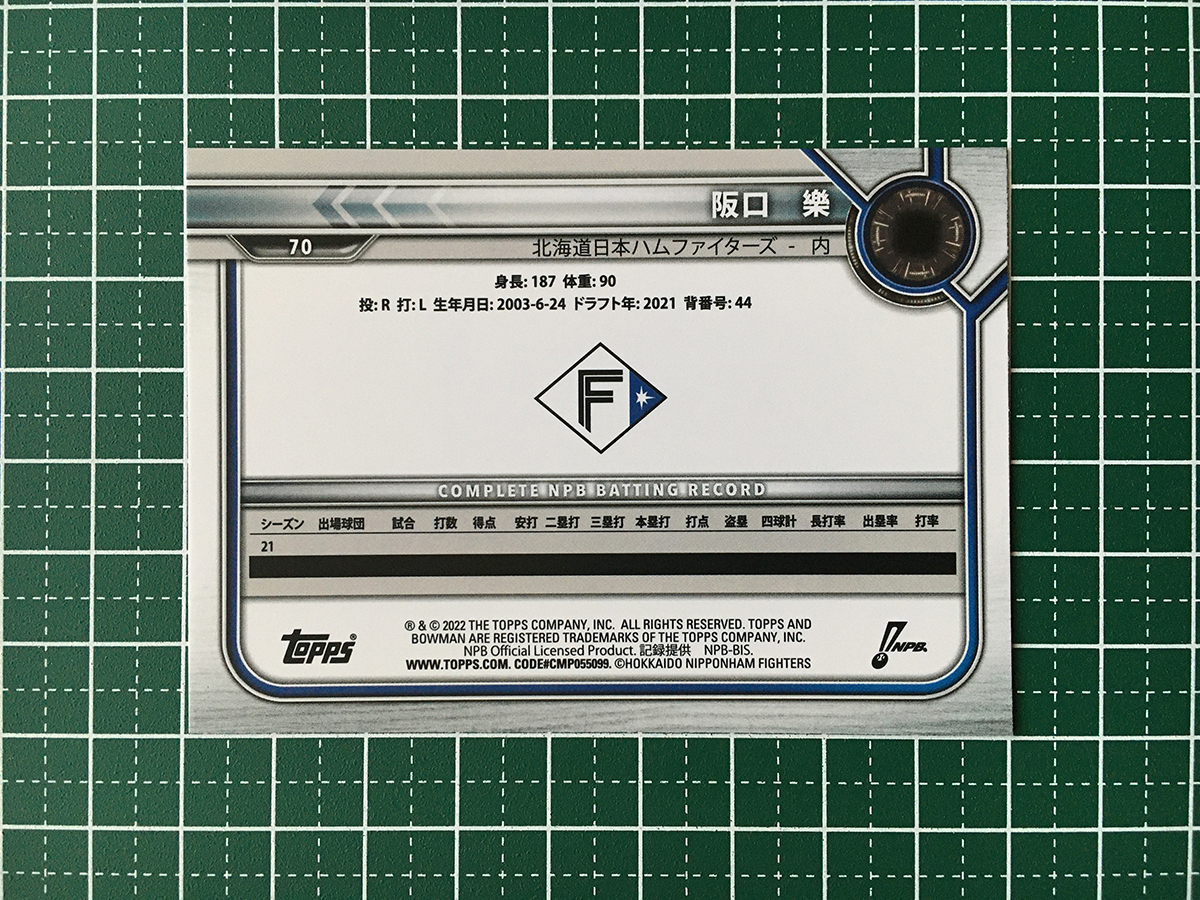 阪口 樂
70
北海道日本ハムファイターズ - 内
身長: 187 体重: 90
投: R 打: L 生年月日: 2003-6-24 ドラフト年: 2021 背番号: 44
F
COMPLETE NPB BATTING RECORD
シーズン 出場球団 試合 打数 得点 安打 二塁打 三塁打 本塁打 打点 盗塁 四球計 長打率 出塁率 打率
21
topps®
® & © 2022 THE TOPPS COMPANY, INC. ALL RIGHTS RESERVED. TOPPS AND
BOWMAN ARE REGISTERED TRADEMARKS OF THE TOPPS COMPANY, INC.
NPB Official Licensed Product. 記録提供 NPB-BIS.
WWW.TOPPS.COM. CODE#CMP055099. ©HOKKAIDO NIPPONHAM FIGHTERS
NPB